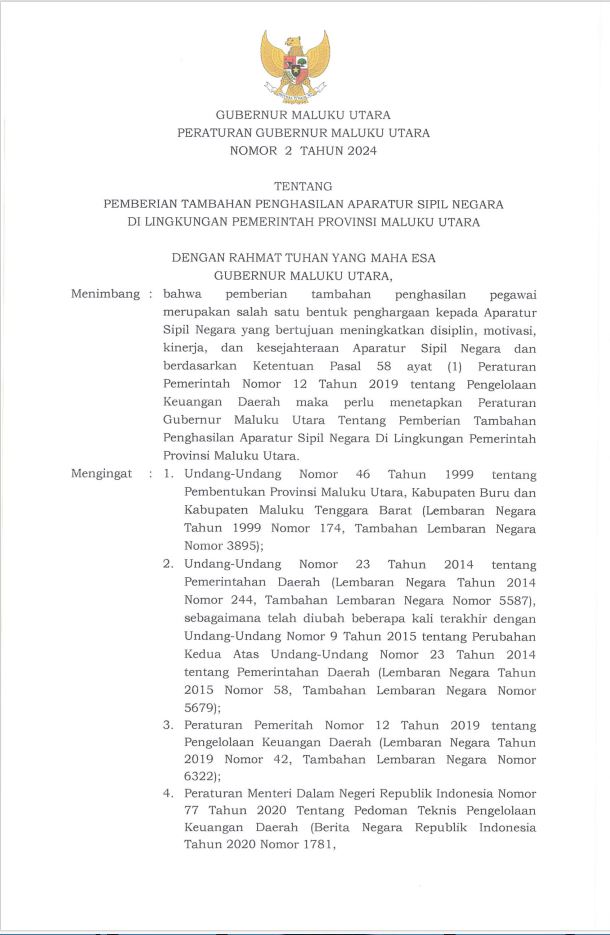 GUBERNUR MALUKU UTARA
PERATURAN GUBERNUR MALUKU UTARA
NOMOR 2 TAHUN 2024
TENTANG
PEMBERIAN TAMBAHAN PENGHASILAN APARATUR SIPIL NEGARA
DI LINGKUNGAN PEMERINTAH PROVINSI MALUKU UTARA
DENGAN RAHMAT TUHAN YANG MAHA ESA
GUBERNUR MALUKU UTARA,
Menimbang : bahwa pemberian tambahan penghasilan pegawai
merupakan salah satu bentuk penghargaan kepada Aparatur
Sipil Negara yang bertujuan meningkatkan disiplin, motivasi,
kinerja, dan kesejahteraan Aparatur Sipil Negara dan
berdasarkan Ketentuan Pasal 58 ayat (1) Peraturan
Pemerintah Nomor 12 Tahun 2019 tentang Pengelolaan
Keuangan Daerah maka perlu menetapkan Peraturan
Gubernur Maluku Utara Tentang Pemberian Tambahan
Penghasilan Aparatur Sipil Negara Di Lingkungan Pemerintah
Provinsi Maluku Utara.
Mengingat : 1. Undang-Undang Nomor 46 Tahun 1999 tentang
Pembentukan Provinsi Maluku Utara, Kabupaten Buru dan
Kabupaten Maluku Tenggara Barat (Lembaran Negara
Tahun 1999 Nomor 174, Tambahan Lembaran Negara
Nomor 3895);
2. Undang-Undang Nomor 23 Tahun 2014 tentang
Pemerintahan Daerah (Lembaran Negara Tahun 2014
Nomor 244, Tambahan Lembaran Negara Nomor 5587),
sebagaimana telah diubah beberapa kali terakhir dengan
Undang-Undang Nomor 9 Tahun 2015 tentang Perubahan
Kedua Atas Undang-Undang Nomor 23 Tahun 2014
tentang Pemerintahan Daerah (Lembaran Negara Tahun
2015 Nomor 58, Tambahan Lembaran Negara Nomor
5679);
3. Peraturan Pemeritah Nomor 12 Tahun 2019 tentang
Pengelolaan Keuangan Daerah (Lembaran Negara Tahun
2019 Nomor 42, Tambahan Lembaran Negara Nomor
6322);
4. Peraturan Menteri Dalam Negeri Republik Indonesia Nomor
77 Tahun 2020 Tentang Pedoman Teknis Pengelolaan
Keuangan Daerah (Berita Negara Republik Indonesia
Tahun 2020 Nomor 1781,